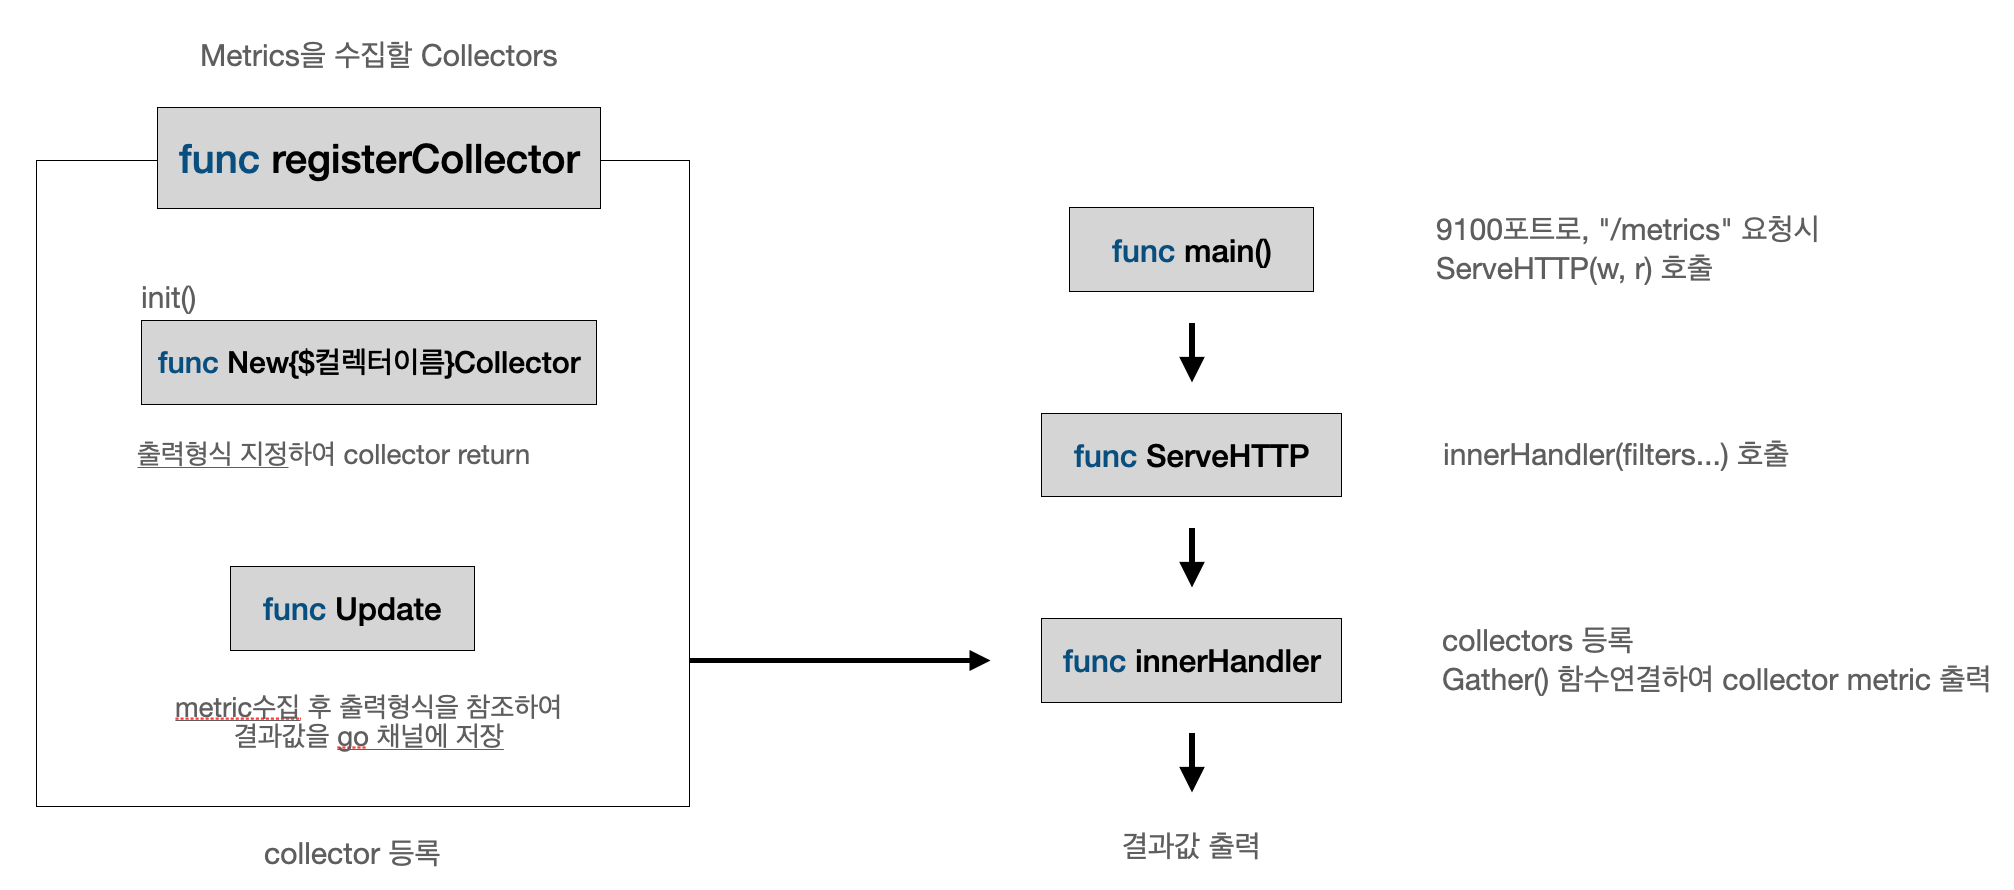 Metrics을 수집할 Collectors
func registerCollector
init()
func New{$컬렉터이름}Collector
출력형식 지정하여 collector return
func Update
metric수집 후 출력형식을 참조하여
결과값을 go 채널에 저장
collector 등록
func main()
9100포트로, "/metrics" 요청시
ServeHTTP(w, r) 호출
func ServeHTTP
innerHandler(filters...) 호출
func innerHandler
collectors 등록
Gather() 함수연결하여 collector metric 출력
결과값 출력